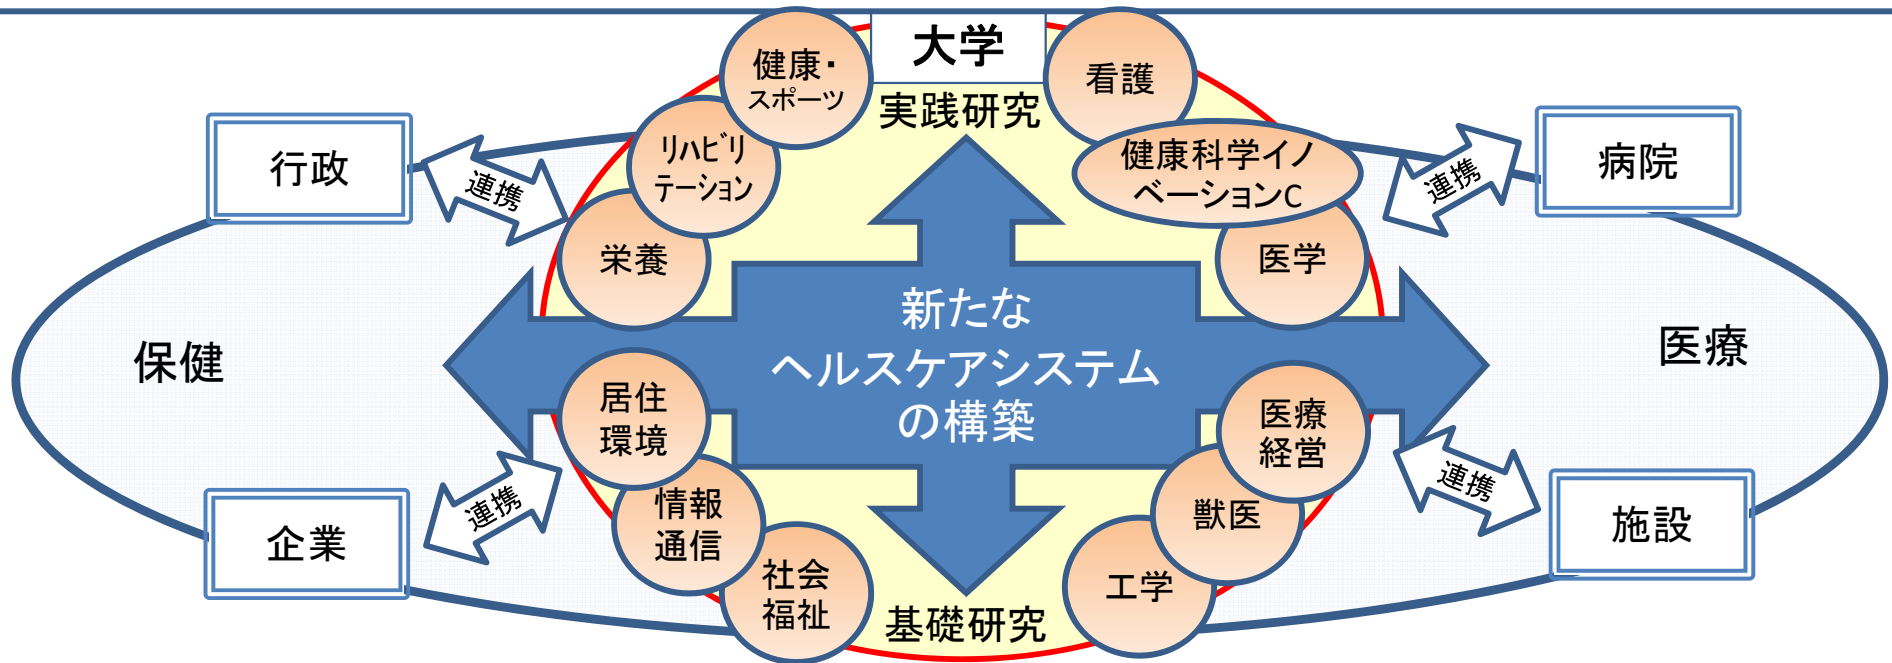 大学
健康・
スポーツ
看護
実践研究
行政
連携
リハビリ
テーション
健康科学イノ
ベーションC
連携
病院
栄養
医学
新たな
ヘルスケアシステム
の構築
保健
医療
居住
環境
医療
経営
企業
連携
情報
通信
獣医
連携
施設
社会
福祉
工学
基礎研究